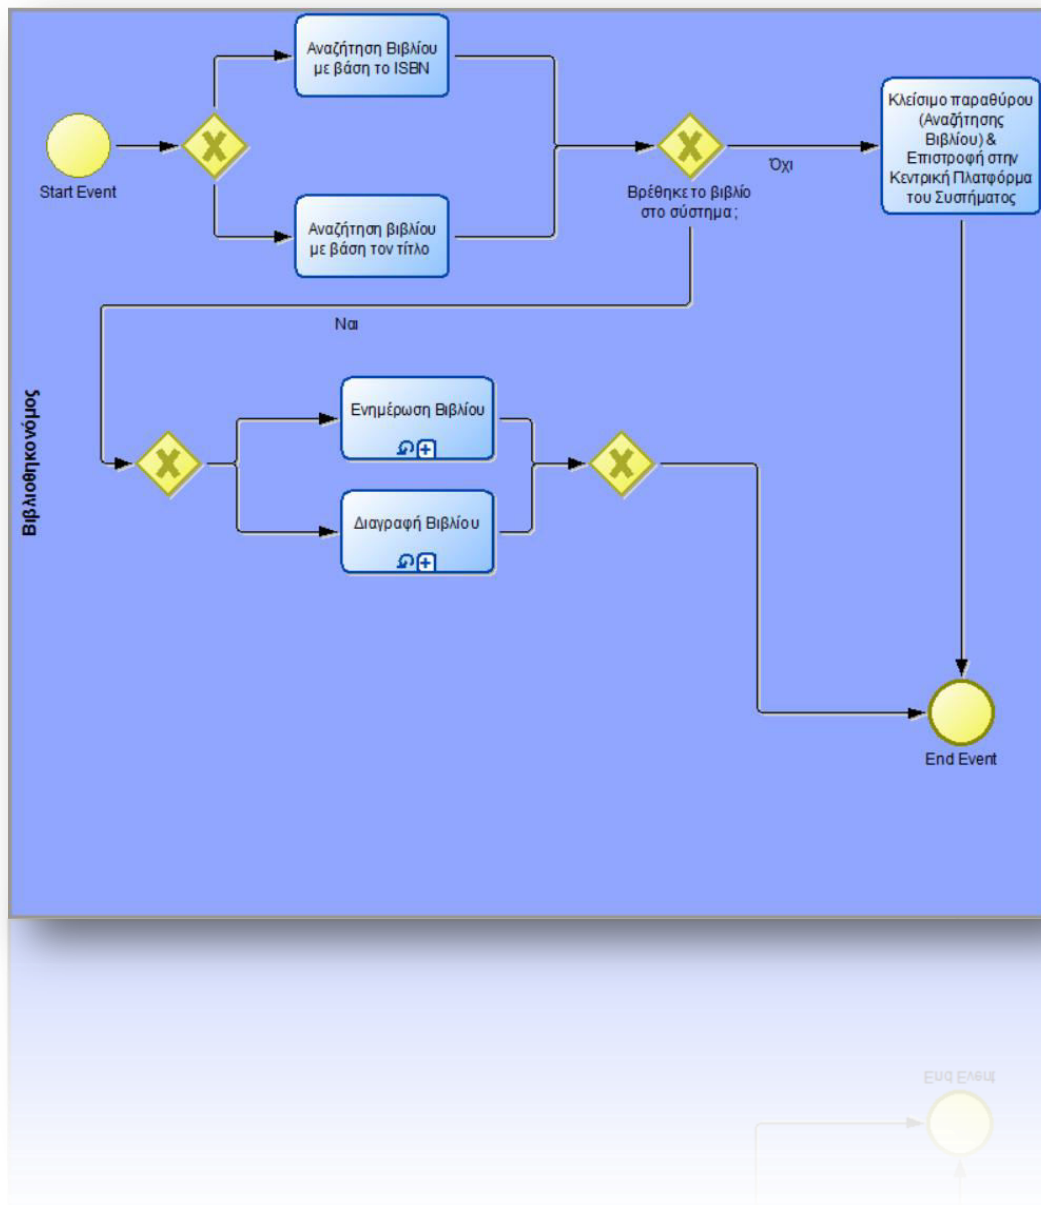 Αναζήτηση Βιβλίου
με βάση το ISBN
Κλείσιμο παραθύρου
(Αναζήτησης
Βιβλίου) &
Επιστροφή στην
Κεντρική Πλατφόρμα
του Συστήματος
Start Event
Όχι
Βρέθηκε το βιβλίο
στο σύστημα ;
Αναζήτηση βιβλίου
με βάση τον τίτλο
Ναι
Βιβλιοθηκονόμος
Ενημέρωση Βιβλίου
Διαγραφή Βιβλίου
End Event
End Event